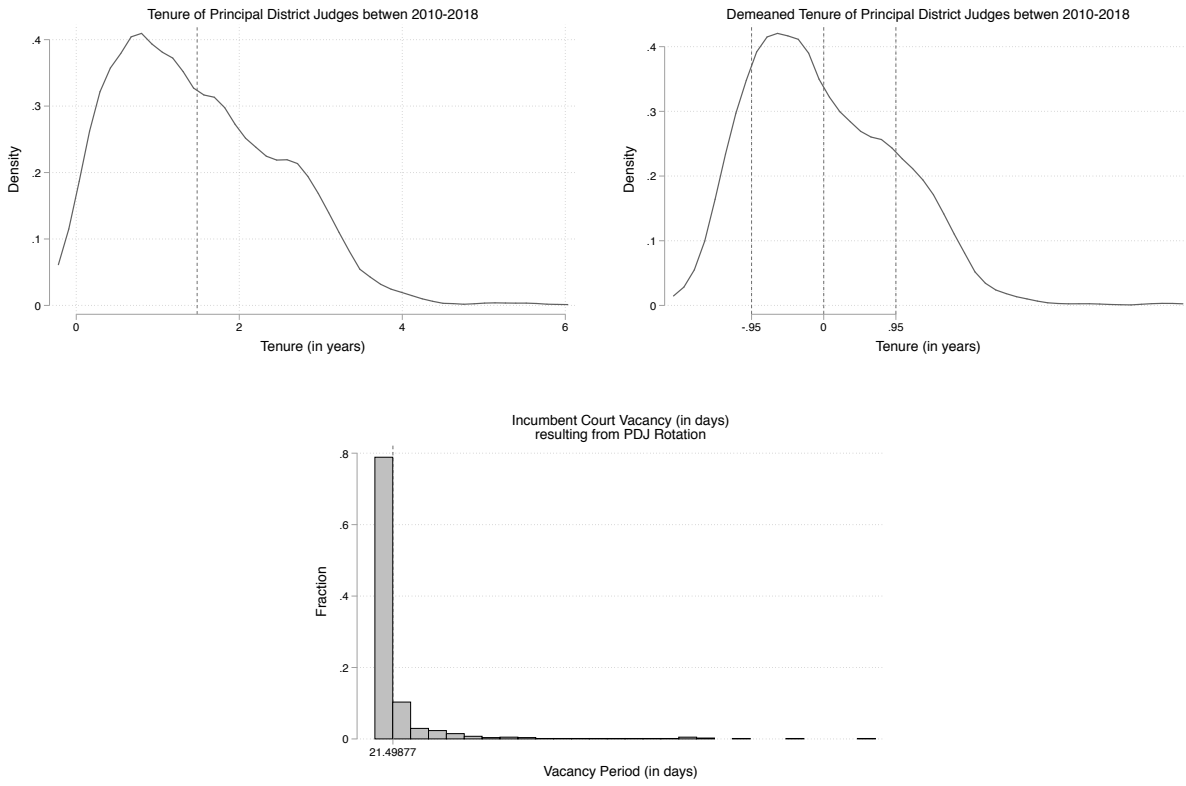 Tenure of Principal District Judges betwen 2010-2018
.4
.3
.2
.1
0
Density
0 2 4 6
Tenure (in years)
Demeaned Tenure of Principal District Judges betwen 2010-2018
.4
.3
.2
.1
0
Density
-.95 0 .95
Tenure (in years)
Incumbent Court Vacancy (in days)
resulting from PDJ Rotation
.8
.6
.4
.2
0
Fraction
21.49877
Vacancy Period (in days)